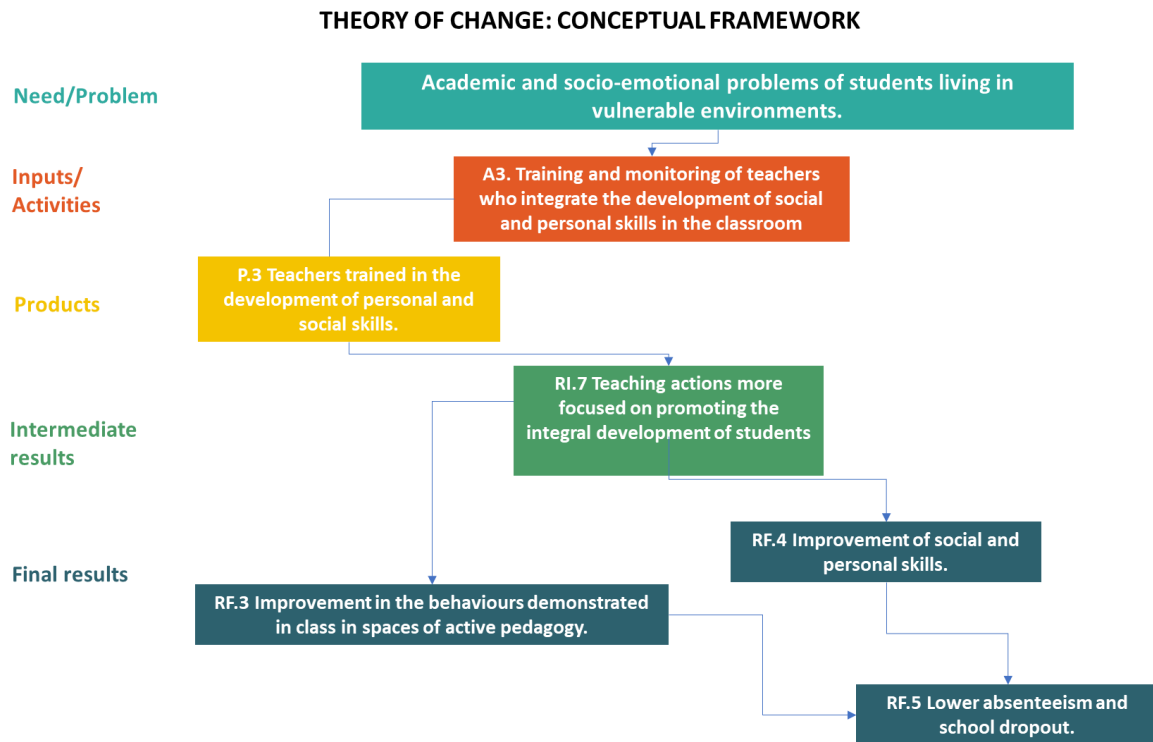 THEORY OF CHANGE: CONCEPTUAL FRAMEWORK
Need/Problem
Academic and socio-emotional problems of students living in
vulnerable environments.
Inputs/
Activities
A3. Training and monitoring of teachers
who integrate the development of social
and personal skills in the classroom
Products
P.3 Teachers trained in the
development of personal and
social skills.
Intermediate
results
RI.7 Teaching actions more
focused on promoting the
integral development of students
Final results
RF.4 Improvement of social and
personal skills.
RF.3 Improvement in the behaviours demonstrated
in class in spaces of active pedagogy.
RF.5 Lower absenteeism and
school dropout.